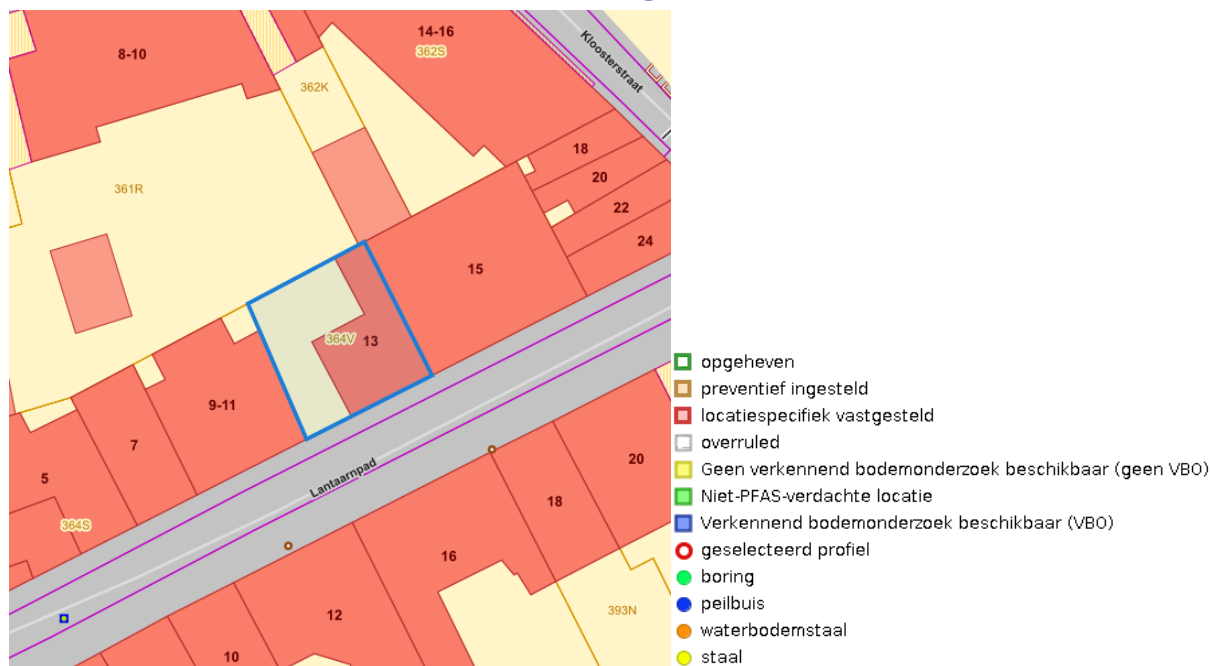 8-10
14-16
362S
Kloosterstraat
362K
18
361R
20
22
24
15
364V
13
9-11
7
5
364S
Lantaarnpad
20
18
16
12
393N
10
opgeheven
preventief ingesteld
locatiespecifiek vastgesteld
overruled
Geen verkennend bodemonderzoek beschikbaar (geen VBO)
Niet-PFAS-verdachte locatie
Verkennend bodemonderzoek beschikbaar (VBO)
geselecteerd profiel
boring
peilbuis
waterbodemstaal
staal